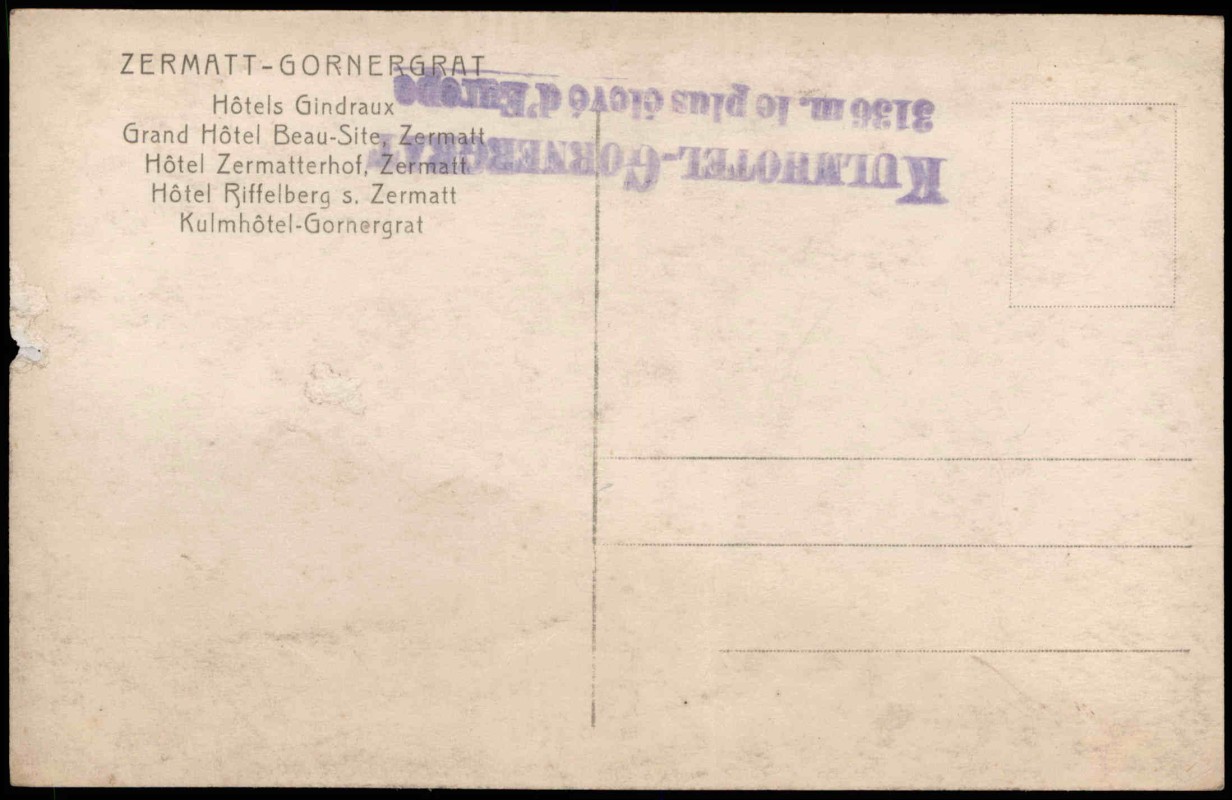 ZERMATT-GORNERGRAT
Hôtels Gindraux
Grand Hôtel Beau-Site, Zermatt
Hôtel Zermatterhof, Zermatt
Hôtel Riffelberg s. Zermatt
Kulmhôtel-Gornergrat
KULMHOTEL-GORNERGRAT
3136 m. le plus élevé d'Europe